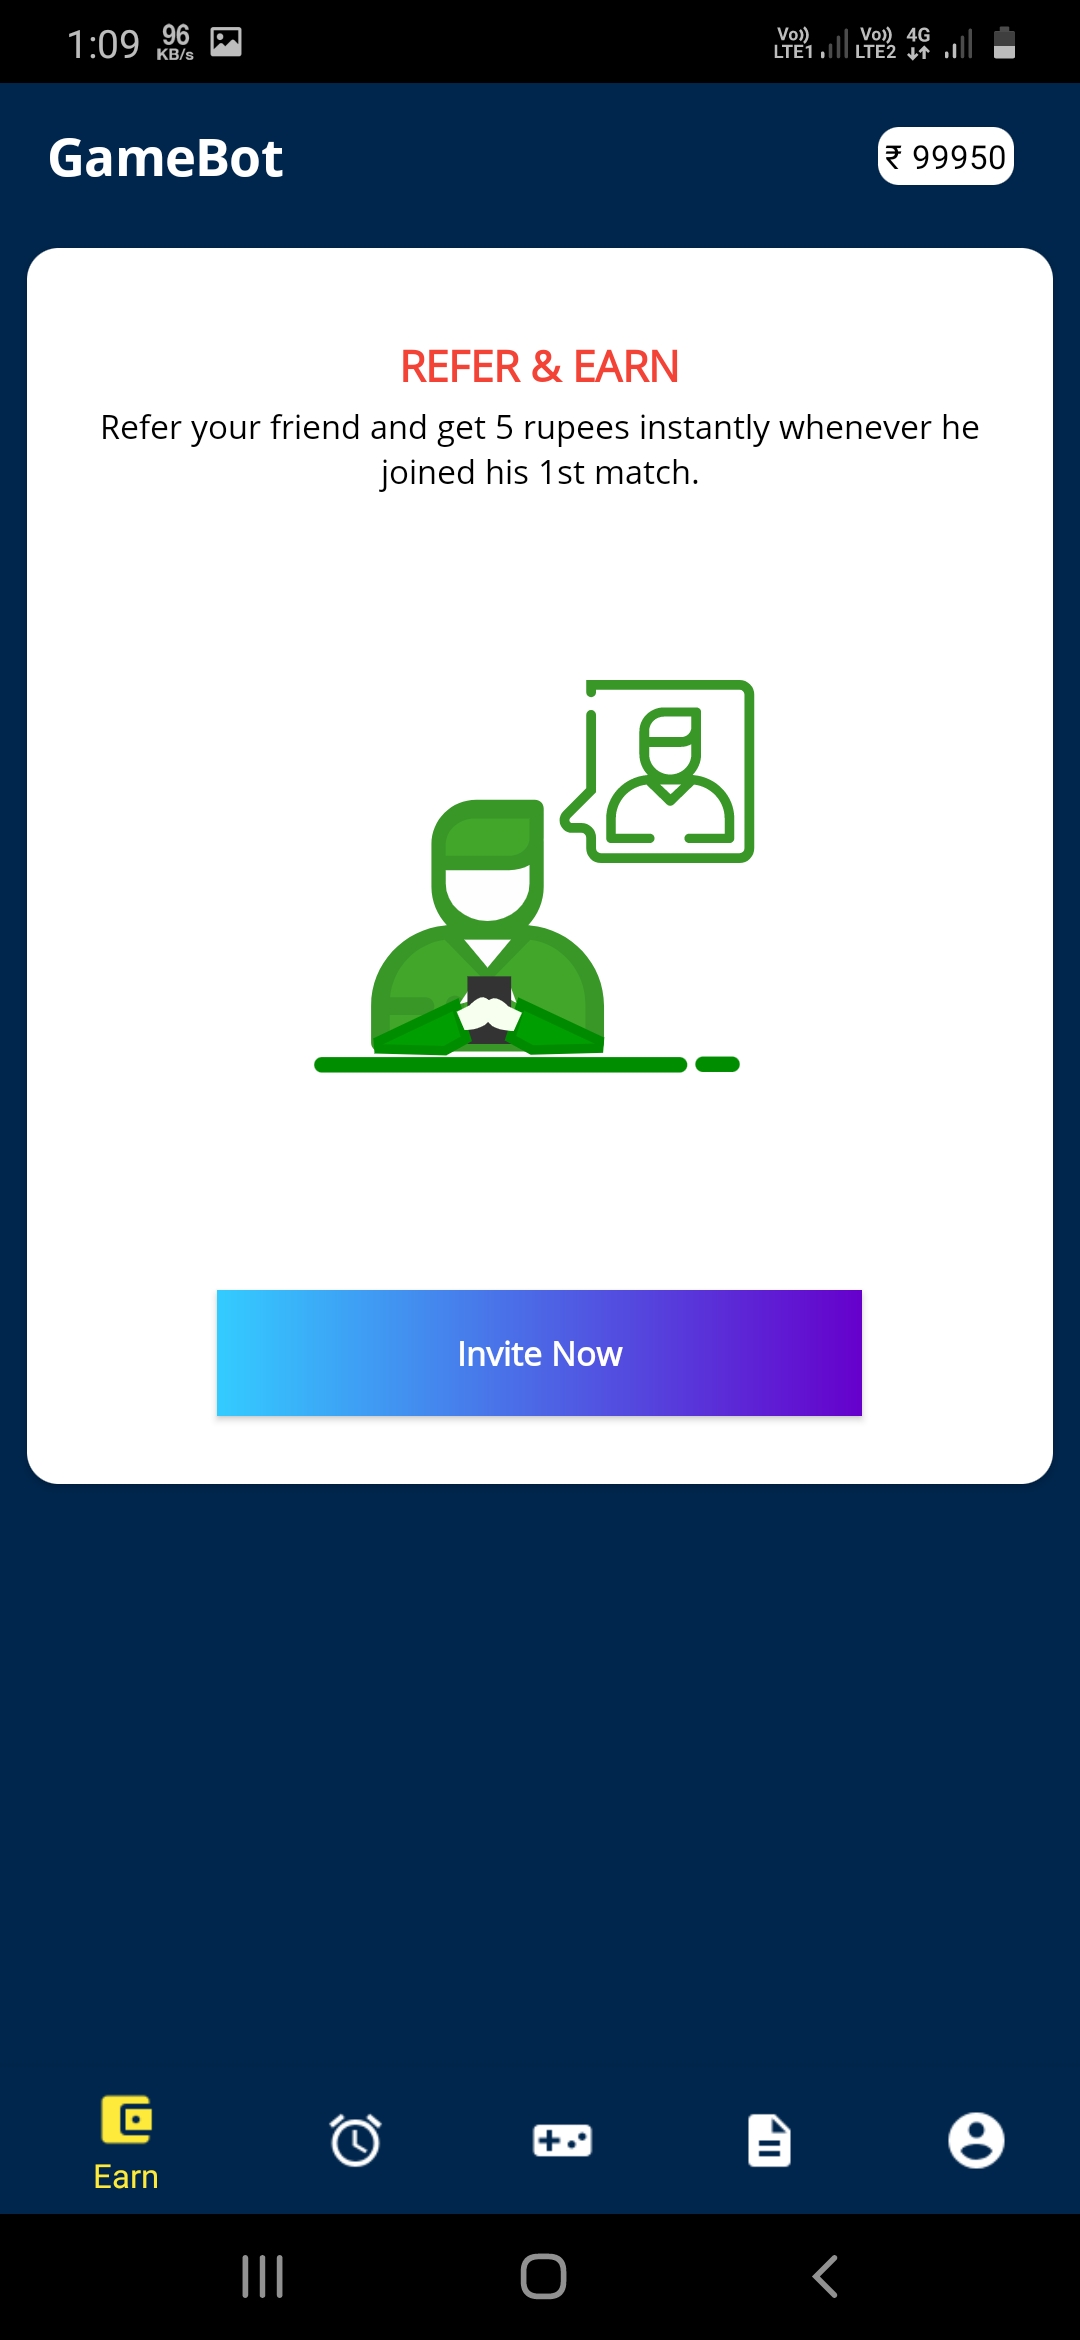 1:09 96 KB/s Vo)) LTE1 Vo)) LTE2 4G
GameBot ₹ 99950
REFER & EARN
Refer your friend and get 5 rupees instantly whenever he
joined his 1st match.
Invite Now
Earn